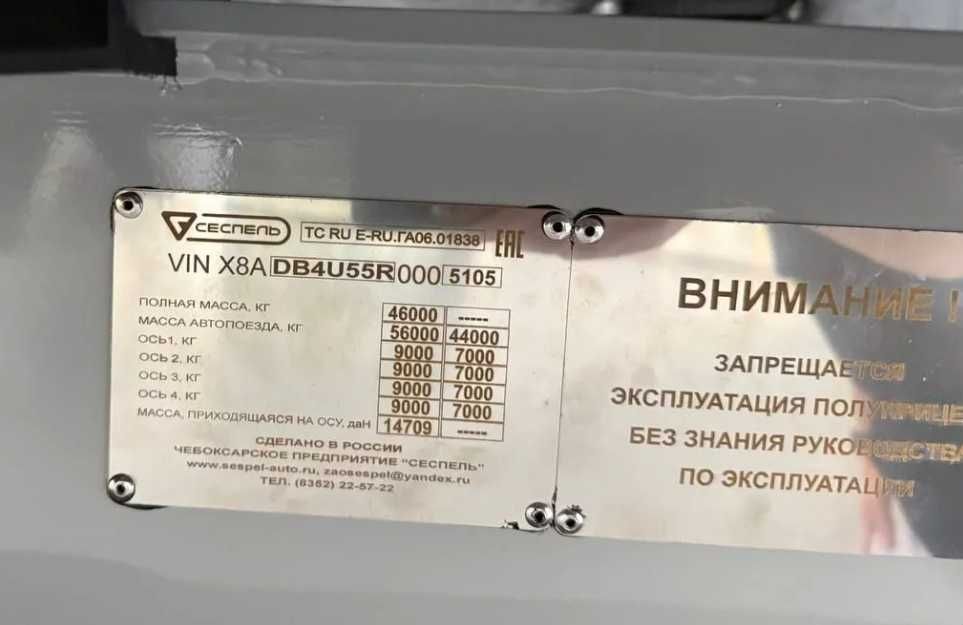 СЕСПЕЛЬ
ТС RU E-RU.ГА06.01838
EAC
VIN X8A DB4U55R 000 5105
ПОЛНАЯ МАССА, КГ 46000 -----
МАССА АВТОПОЕЗДА, КГ 56000 44000
ОСЬ1, КГ 9000 7000
ОСЬ 2, КГ 9000 7000
ОСЬ 3, КГ 9000 7000
ОСЬ 4, КГ 9000 7000
МАССА, ПРИХОДЯЩАЯСЯ НА ОСУ, даН 14709 -----
СДЕЛАНО В РОССИИ
ЧЕБОКСАРСКОЕ ПРЕДПРИЯТИЕ "СЕСПЕЛЬ"
www.sespel-auto.ru, zaosespel@yandex.ru
ТЕЛ. (8352) 22-57-22
ВНИМАНИЕ !
ЗАПРЕЩАЕТСЯ
ЭКСПЛУАТАЦИЯ ПОЛУПРИЦЕ
БЕЗ ЗНАНИЯ РУКОВОДСТВА
ПО ЭКСПЛУАТАЦИИ